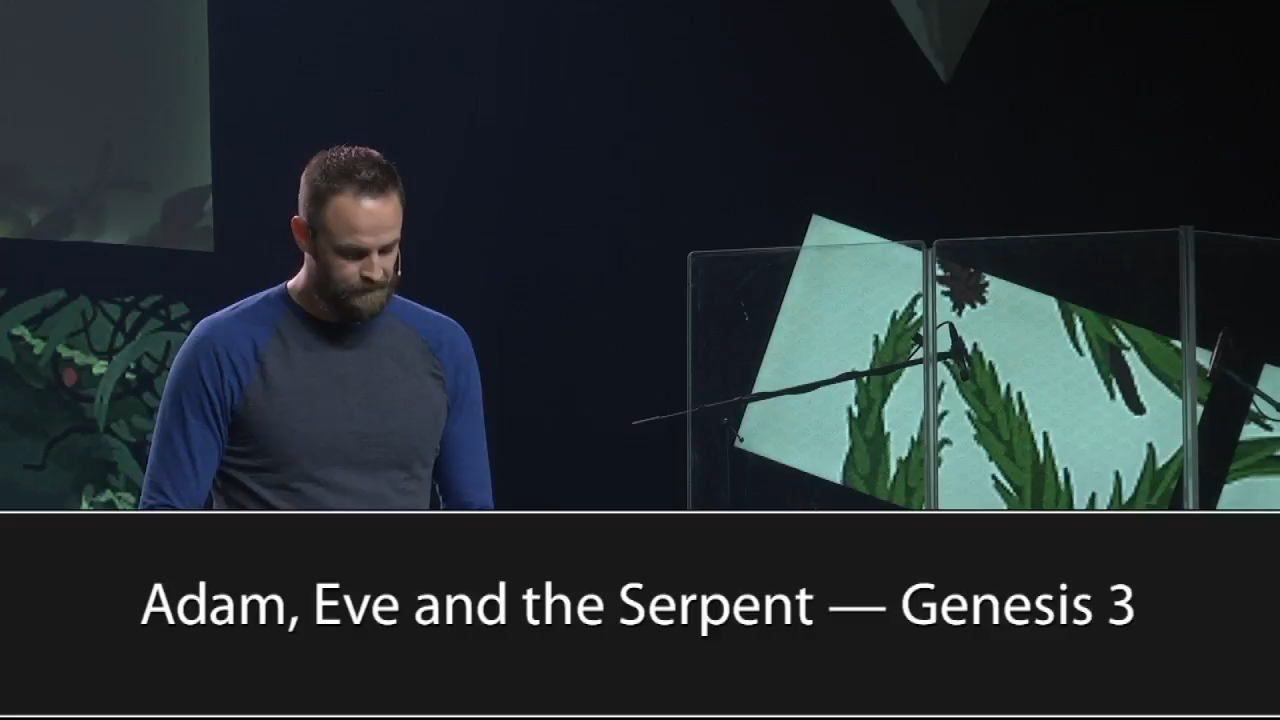 Adam, Eve and the Serpent — Genesis 3